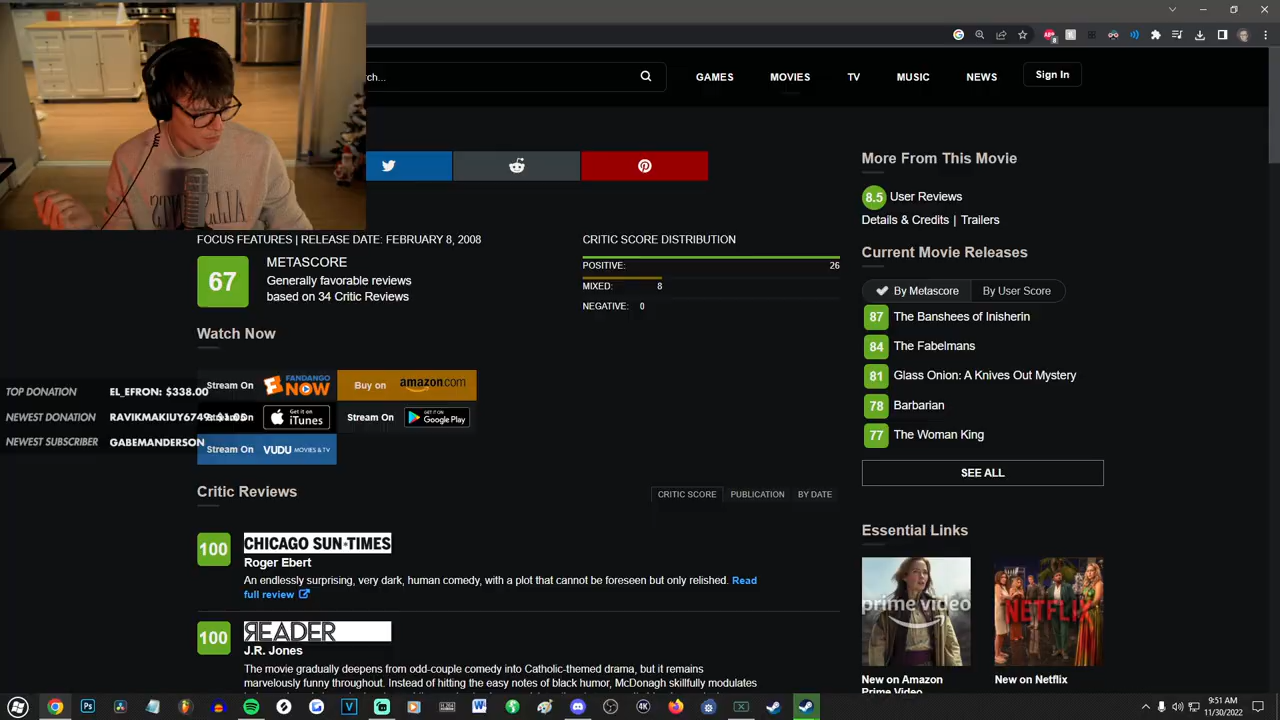 ch...
GAMES
MOVIES
TV
MUSIC
NEWS
Sign In
FOCUS FEATURES | RELEASE DATE: FEBRUARY 8, 2008
67
METASCORE
Generally favorable reviews
based on 34 Critic Reviews
CRITIC SCORE DISTRIBUTION
POSITIVE: 26
MIXED: 8
NEGATIVE: 0
Watch Now
Stream On FANDANGO NOW
Buy on amazon.com
GET IT ON iTunes
Stream On GET IT ON Google Play
Stream On VUDU MOVIES & TV
TOP DONATION EL_EFRON: $338.00
NEWEST DONATION
NEWEST SUBSCRIBER GABEMANDERSON
Critic Reviews
CRITIC SCORE
PUBLICATION
BY DATE
100
CHICAGO SUN-TIMES
Roger Ebert
An endlessly surprising, very dark, human comedy, with a plot that cannot be foreseen but only relished. Read
full review
100
READER
J.R. Jones
The movie gradually deepens from odd-couple comedy into Catholic-themed drama, but it remains
marvelously funny throughout. Instead of hitting the easy notes of black humor, McDonagh skillfully modulates
More From This Movie
8.5 User Reviews
Details & Credits | Trailers
Current Movie Releases
By Metascore
By User Score
87 The Banshees of Inisherin
84 The Fabelmans
81 Glass Onion: A Knives Out Mystery
78 Barbarian
77 The Woman King
SEE ALL
Essential Links
prime video
NETFLIX
New on Amazon
Prime Video
New on Netflix
9:51 AM
11/30/2022